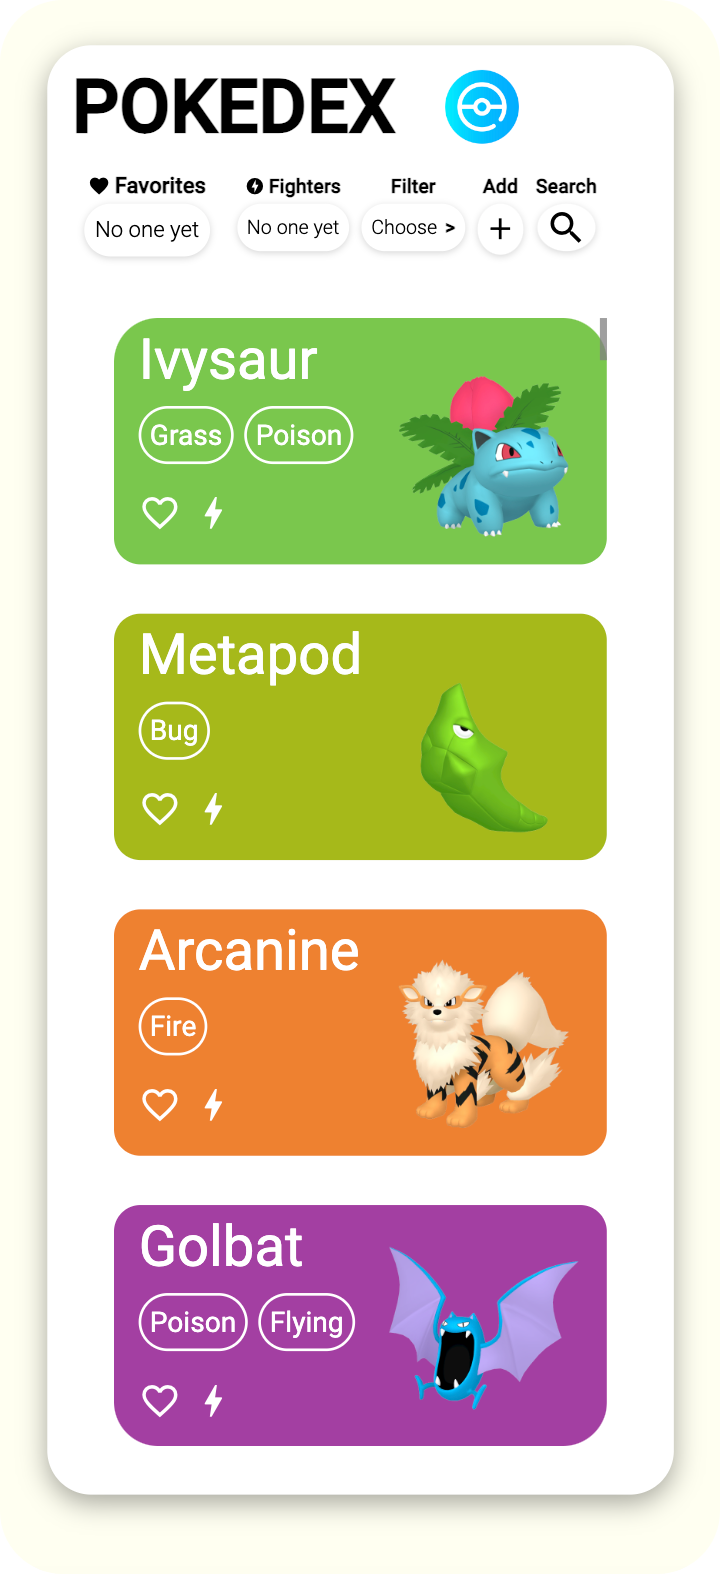 POKEDEX
Favorites Fighters Filter Add Search
No one yet No one yet Choose > +
Ivysaur
Grass Poison
Metapod
Bug
Arcanine
Fire
Golbat
Poison Flying